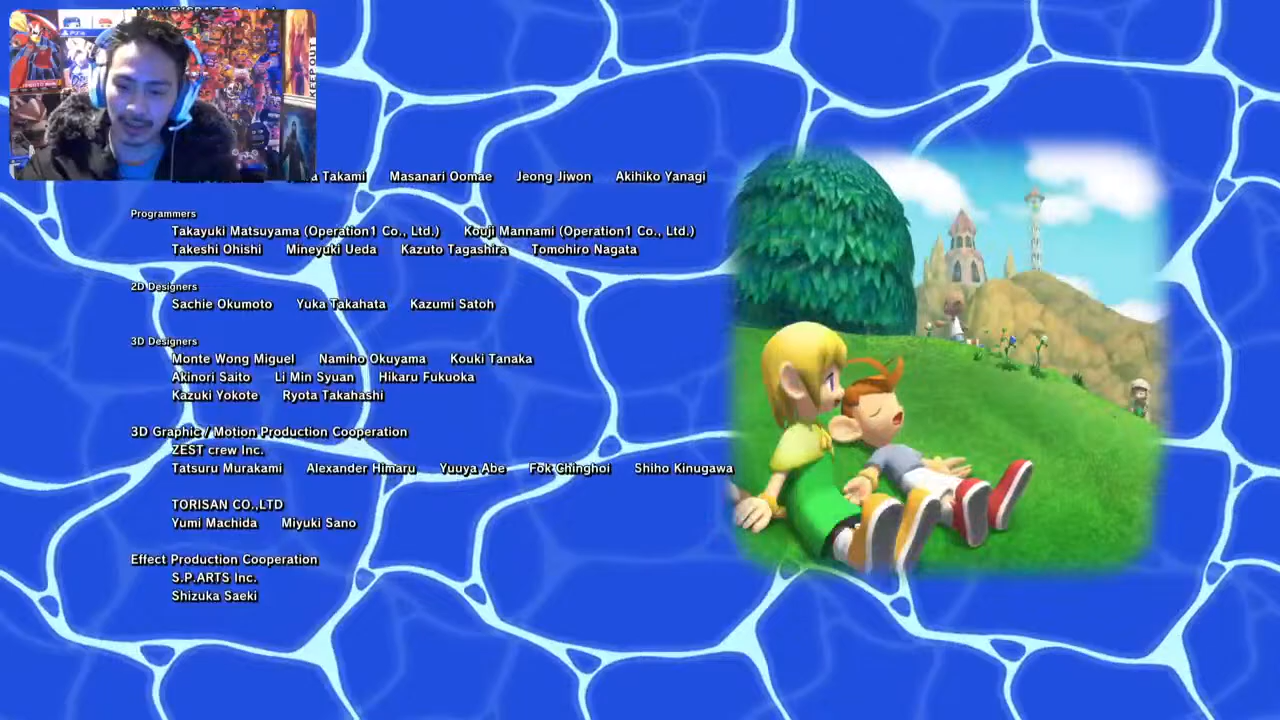 KEEP OUT
Takami Masanari Oomae Jeong Jiwon Akihiko Yanagi
Programmers
Takayuki Matsuyama (Operation1 Co., Ltd.) Kouji Mannami (Operation1 Co., Ltd.)
Takeshi Ohishi Mineyuki Ueda Kazuto Tagashira Tomohiro Nagata
2D Designers
Sachie Okumoto Yuka Takahata Kazumi Satoh
3D Designers
Monte Wong Miguel Namiho Okuyama Kouki Tanaka
Akinori Saito Li Min Syuan Hikaru Fukuoka
Kazuki Yokote Ryota Takahashi
3D Graphic / Motion Production Cooperation
ZEST crew Inc.
Tatsuru Murakami Alexander Himaru Yuuya Abe Fok Chinghoi Shiho Kinugawa
TORISAN CO.,LTD
Yumi Machida Miyuki Sano
Effect Production Cooperation
S.P.ARTS Inc.
Shizuka Saeki